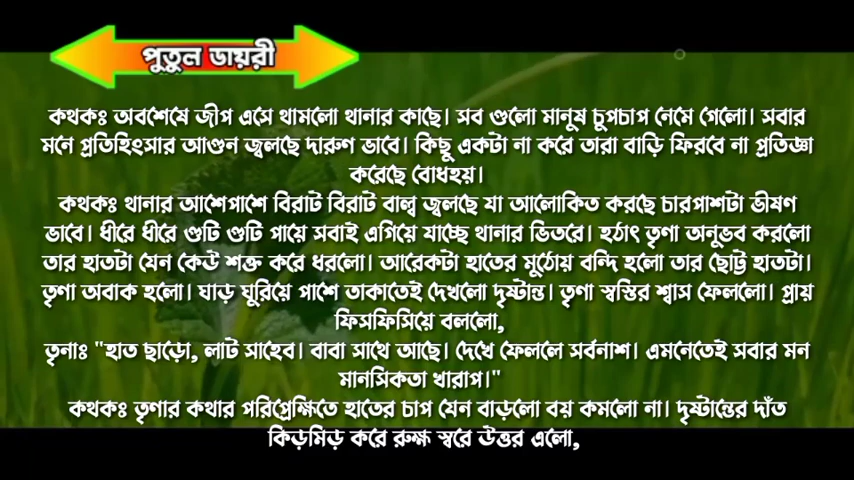 পুতুল ডায়রী
কথকঃ অবশেষে জীপ এসে থামলো থানার কাছে। সব গুলো মানুষ চুপচাপ নেমে গেলো। সবার
মনে প্রতিহিংসার আগুন জ্বলছে দারুণ ভাবে। কিছু একটা না করে তারা বাড়ি ফিরবে না প্রতিজ্ঞা
করেছে বোধহয়।
কথকঃ থানার আশেপাশে বিরাট বিরাট বাল্ব জ্বলছে যা আলোকিত করছে চারপাশটা ভীষণ
ভাবে। ধীরে ধীরে গুটি গুটি পায়ে সবাই এগিয়ে যাচ্ছে থানার ভিতরে। হঠাৎ তৃণা অনুভব করলো
তার হাতটা যেন কেউ শক্ত করে ধরলো। আরেকটা হাতের মুঠোয় বন্দি হলো তার ছোট্ট হাতটা।
তৃণা অবাক হলো। ঘাড় ঘুরিয়ে পাশে তাকাতেই দেখলো দৃষ্টান্ত। তৃণা স্বস্তির শ্বাস ফেললো। প্রায়
ফিসফিসিয়ে বললো,
তৃনাঃ "হাত ছাড়ো, লাট সাহেব। বাবা সাথে আছে। দেখে ফেললে সর্বনাশ। এমনেতেই সবার মন
মানসিকতা খারাপ।"
কথকঃ তৃণার কথার পরিপ্রেক্ষিতে হাতের চাপ যেন বাড়লো বয় কমলো না। দৃষ্টান্তের দাঁত
কিড়মিড় করে রুক্ষ স্বরে উত্তর এলো,